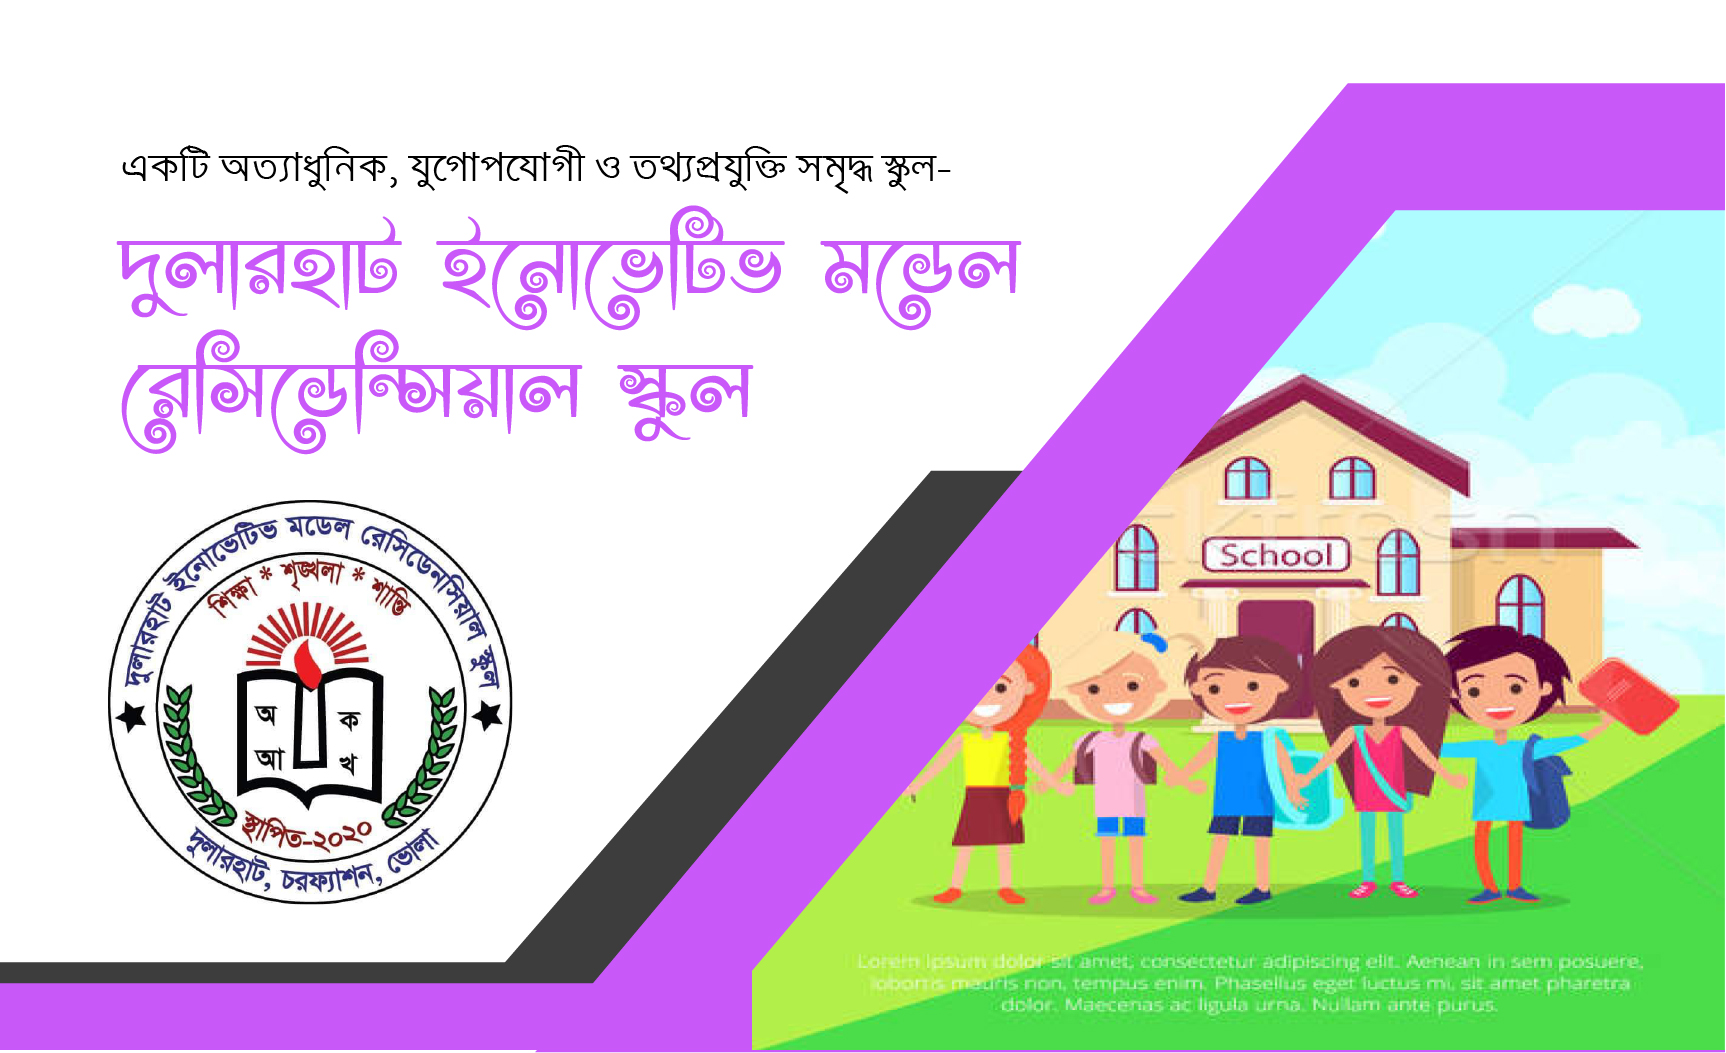 একটি অত্যাধুনিক, যুগোপযোগী ও তথ্যপ্রযুক্তি সমৃদ্ধ স্কুল-
দুলারহাট ইনোভেটিভ মডেল
রেসিডেন্সিয়াল স্কুল
দুলারহাট ইনোভেটিভ মডেল রেসিডেনসিয়াল স্কুল
শিক্ষা * শৃঙ্খলা * শান্তি
অ ক
আ খ
স্থাপিত-২০২০
দুলারহাট, চরফ্যাশন, ভোলা
School
Lorem ipsum dolor sit amet, consectetur adipiscing elit. Aenean in sem posuere,
lobortis mauris non, tempus enim. Phasellus eget luctus mi, sit amet pharetra
dolor. Maecenas ac ligula urna. Nullam ante purus.